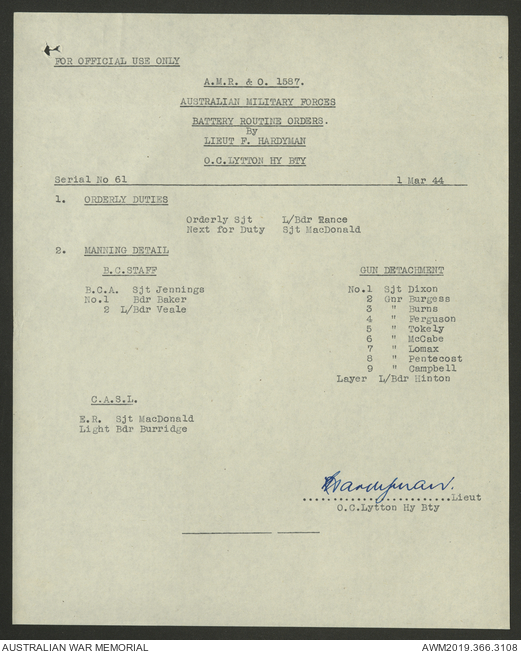 FOR OFFICIAL USE ONLY
A.M.R. & O. 1587.
AUSTRALIAN MILITARY FORCES
BATTERY ROUTINE ORDERS.
By
LIEUT F. HARDYMAN
O.C.LYTTON HY BTY
Serial No 61 1 Mar 44
1. ORDERLY DUTIES
Orderly Sjt L/Bdr Rance
Next for Duty Sjt MacDonald
2. MANNING DETAIL
B.C.STAFF
B.C.A. Sjt Jennings
No.1 Bdr Baker
2 L/Bdr Veale
GUN DETACHMENT
No.1 Sjt Dixon
2 Gnr Burgess
3 " Burns
4 " Ferguson
5 " Tokely
6 " McCabe
7 " Lomax
8 " Pentecost
9 " Campbell
Layer L/Bdr Hinton
C.A.S.L.
E.R. Sjt MacDonald
Light Bdr Burridge
Hardyman.
..........................Lieut
O.C.Lytton Hy Bty
AUSTRALIAN WAR MEMORIAL AWM2019.366.3108